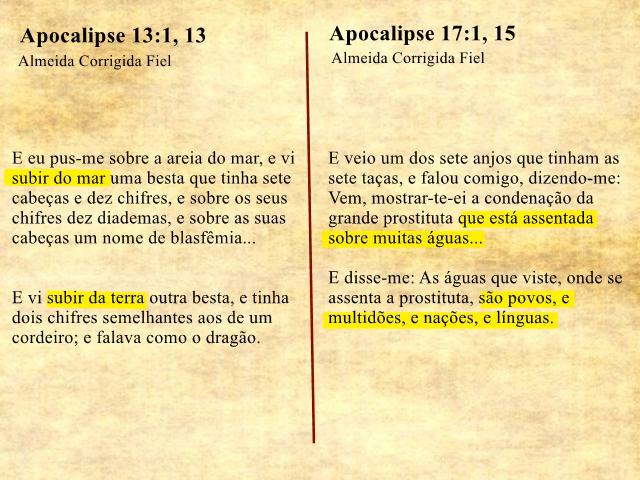 Apocalipse 13:1, 13
Almeida Corrigida Fiel
E eu pus-me sobre a areia do mar, e vi
subir do mar uma besta que tinha sete
cabeças e dez chifres, e sobre os seus
chifres dez diademas, e sobre as suas
cabeças um nome de blasfêmia...
E vi subir da terra outra besta, e tinha
dois chifres semelhantes aos de um
cordeiro; e falava como o dragão.
Apocalipse 17:1, 15
Almeida Corrigida Fiel
E veio um dos sete anjos que tinham as
sete taças, e falou comigo, dizendo-me:
Vem, mostrar-te-ei a condenação da
grande prostituta que está assentada
sobre muitas águas...
E disse-me: As águas que viste, onde se
assenta a prostituta, são povos, e
multidões, e nações, e línguas.